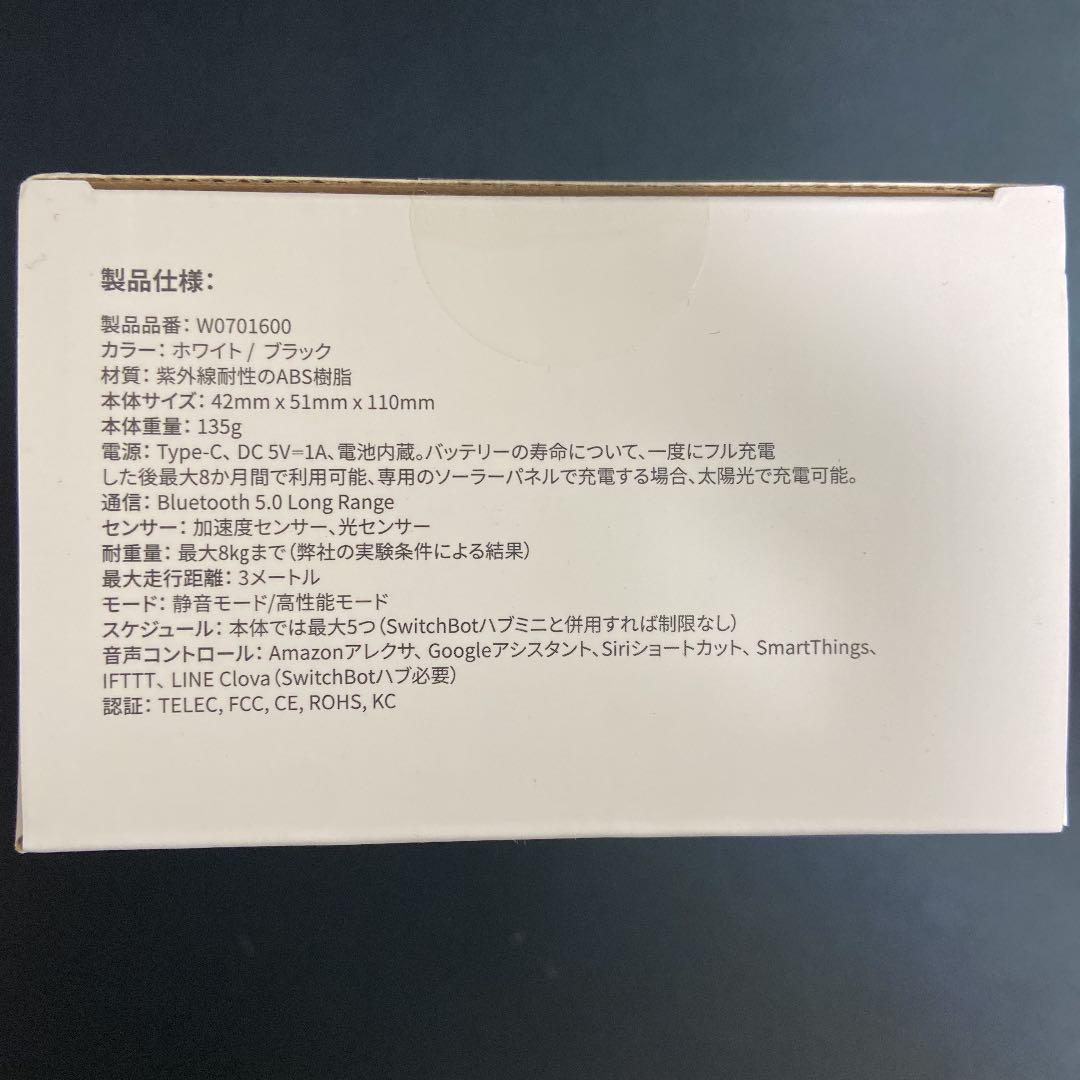 製品仕様：
製品品番：W0701600
カラー：ホワイト / ブラック
材質：紫外線耐性のABS樹脂
本体サイズ：42mm x 51mm x 110mm
本体重量：135g
電源：Type-C、DC 5V=1A、電池内蔵。バッテリーの寿命について、一度にフル充電
した後最大8か月間で利用可能、専用のソーラーパネルで充電する場合、太陽光で充電可能。
通信：Bluetooth 5.0 Long Range
センサー：加速度センサー、光センサー
耐重量：最大8kgまで（弊社の実験条件による結果）
最大走行距離：3メートル
モード：静音モード/高性能モード
スケジュール：本体では最大5つ（SwitchBotハブミニと併用すれば制限なし）
音声コントロール：Amazonアレクサ、Googleアシスタント、Siriショートカット、SmartThings、
IFTTT、LINE Clova（SwitchBotハブ必要）
認証：TELEC, FCC, CE, ROHS, KC